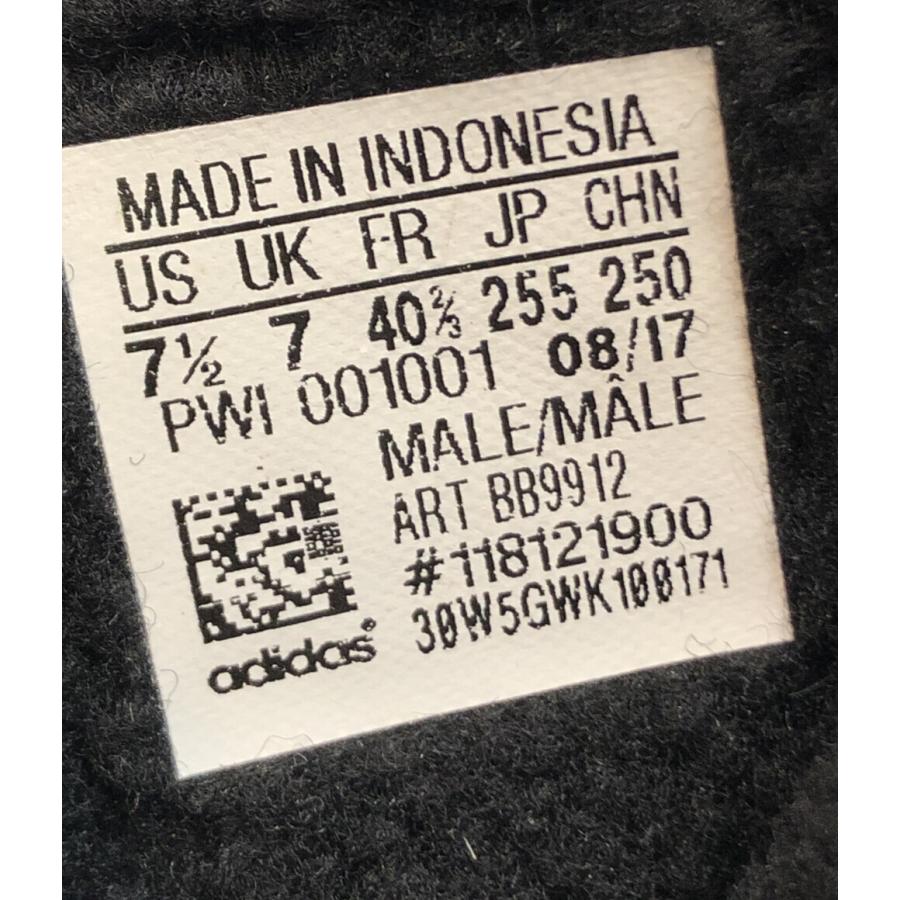 MADE IN INDONESIA
US UK FR JP CHN
7½ 7 40⅔ 255 250
PWI 001001 08/17
MALE/MÂLE
ART BB9912
#118121900
30W5GWK100171
adidas®